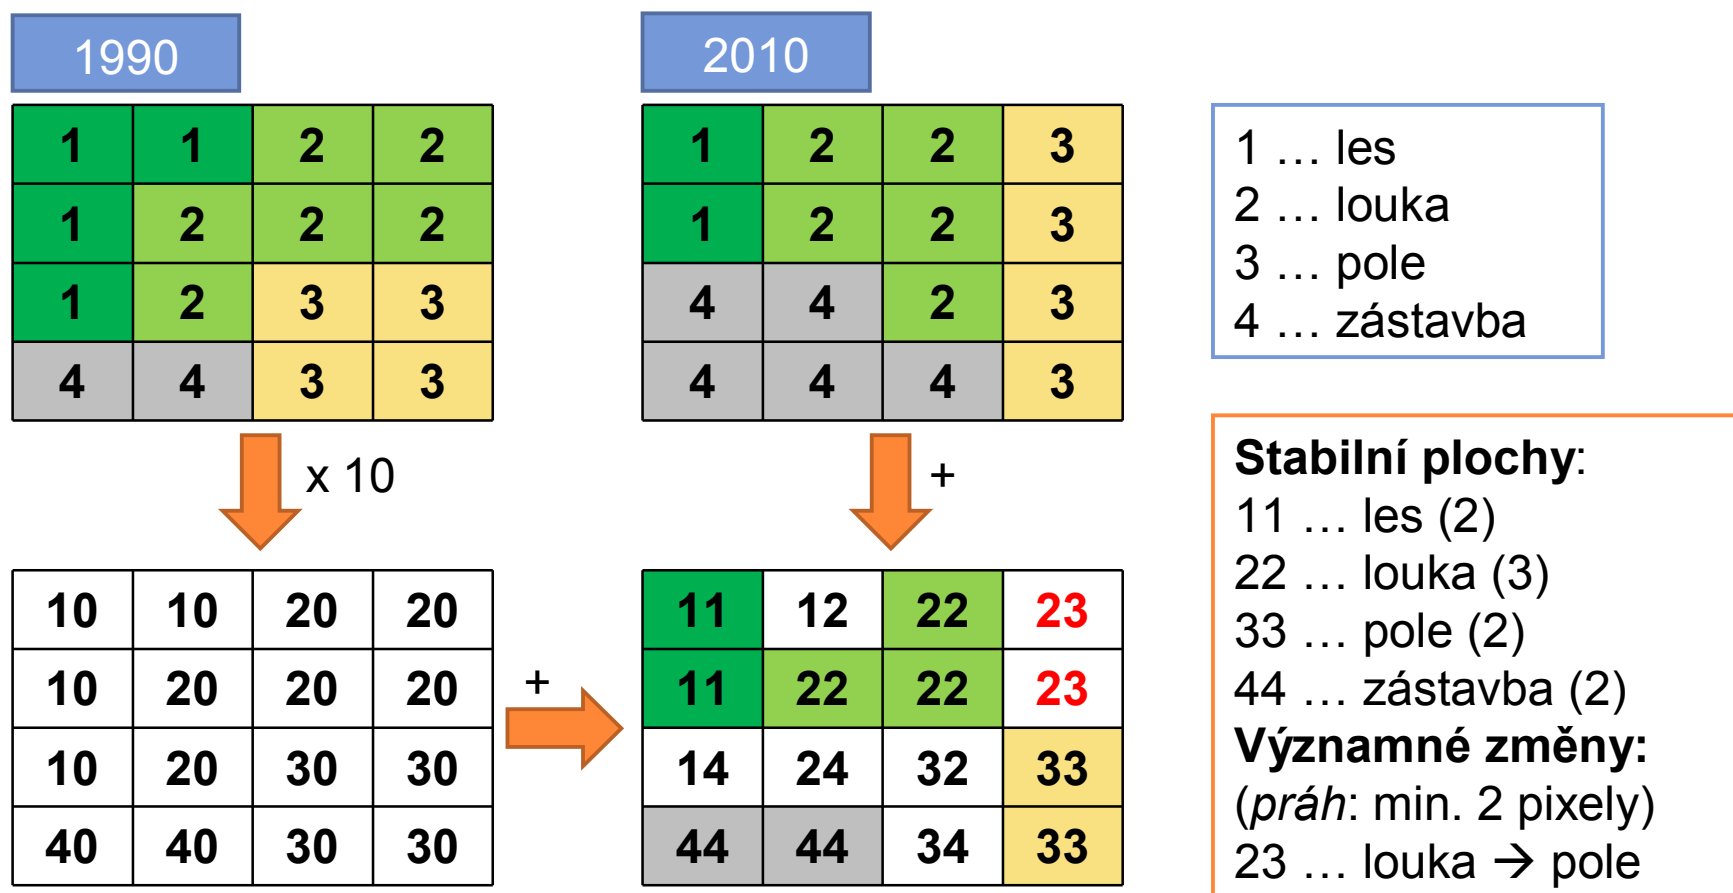 1990
1 1 2 2
1 2 2 2
1 2 3 3
4 4 3 3
x 10
10 10 20 20
10 20 20 20
10 20 30 30
40 40 30 30
+
2010
1 2 2 3
1 2 2 3
4 4 2 3
4 4 4 3
+
11 12 22 23
11 22 22 23
14 24 32 33
44 44 34 33
1 … les
2 … louka
3 … pole
4 … zástavba
Stabilní plochy:
11 … les (2)
22 … louka (3)
33 … pole (2)
44 … zástavba (2)
Významné změny:
(práh: min. 2 pixely)
23 … louka → pole